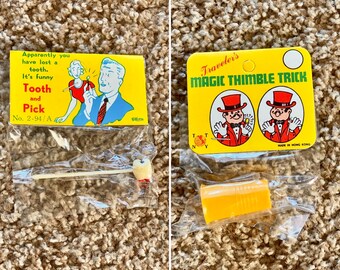 Apparently you
have lost a
tooth.
It's funny
Tooth
and
Pick
No. 2-94/A
Traveler's
MAGIC THIMBLE TRICK
T T
N
MADE IN HONG KONG